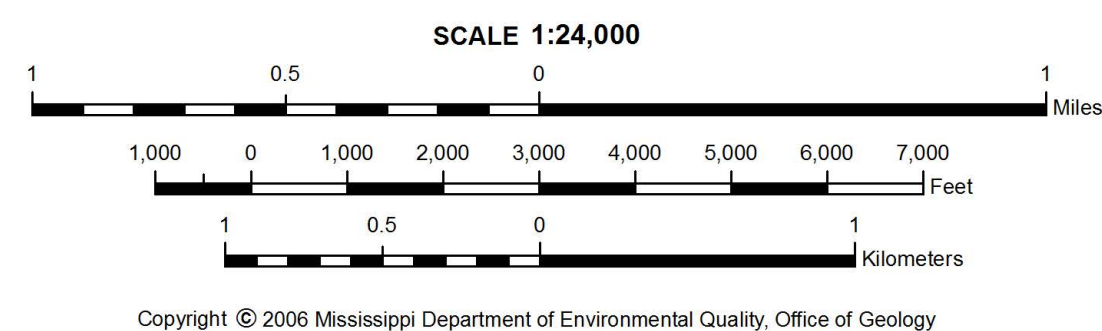 SCALE 1:24,000
1 0.5 0 1
Miles
1,000 0 1,000 2,000 3,000 4,000 5,000 6,000 7,000
Feet
1 0.5 0 1
Kilometers
Copyright © 2006 Mississippi Department of Environmental Quality, Office of Geology